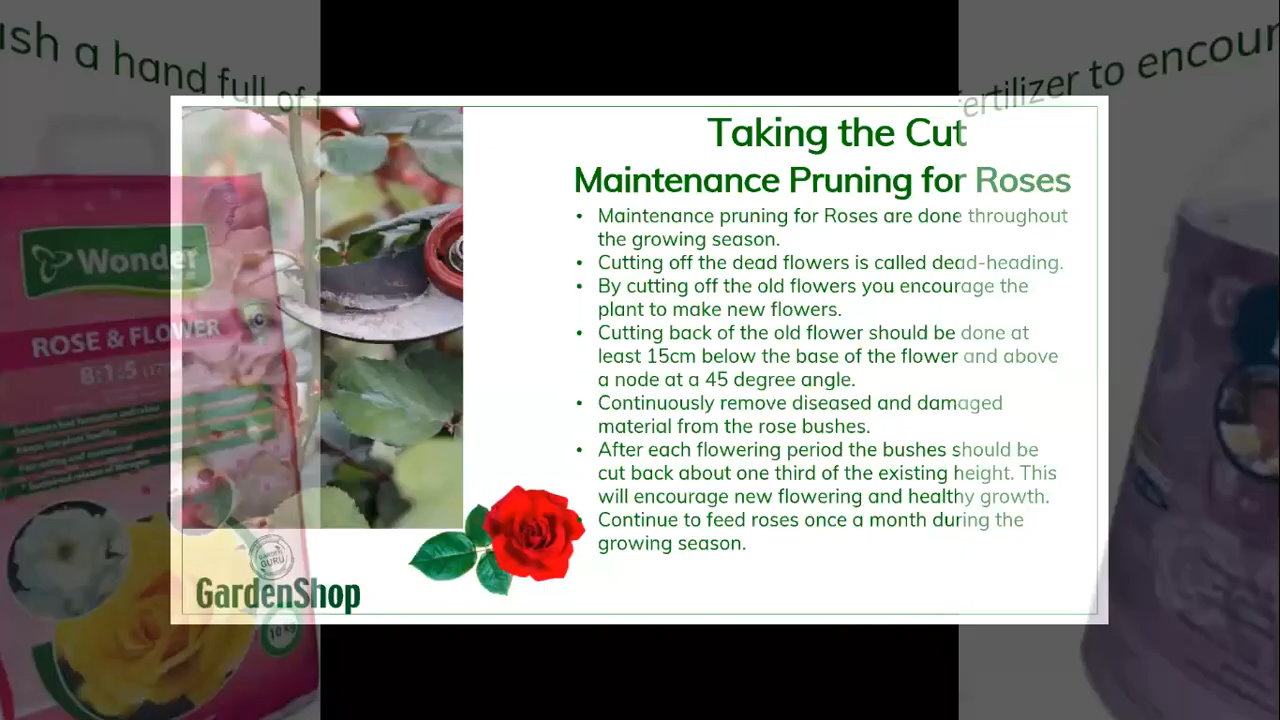 ash a hand full of f
ertilizer to encour
Taking the Cut
Maintenance Pruning for Roses
• Maintenance pruning for Roses are done throughout
the growing season.
• Cutting off the dead flowers is called dead-heading.
• By cutting off the old flowers you encourage the
plant to make new flowers.
• Cutting back of the old flower should be done at
least 15cm below the base of the flower and above
a node at a 45 degree angle.
• Continuously remove diseased and damaged
material from the rose bushes.
• After each flowering period the bushes should be
cut back about one third of the existing height. This
will encourage new flowering and healthy growth.
• Continue to feed roses once a month during the
growing season.
Wonder
ROSE & FLOWER
8:1:5
GARDEN
GURU
GardenShop
10kg